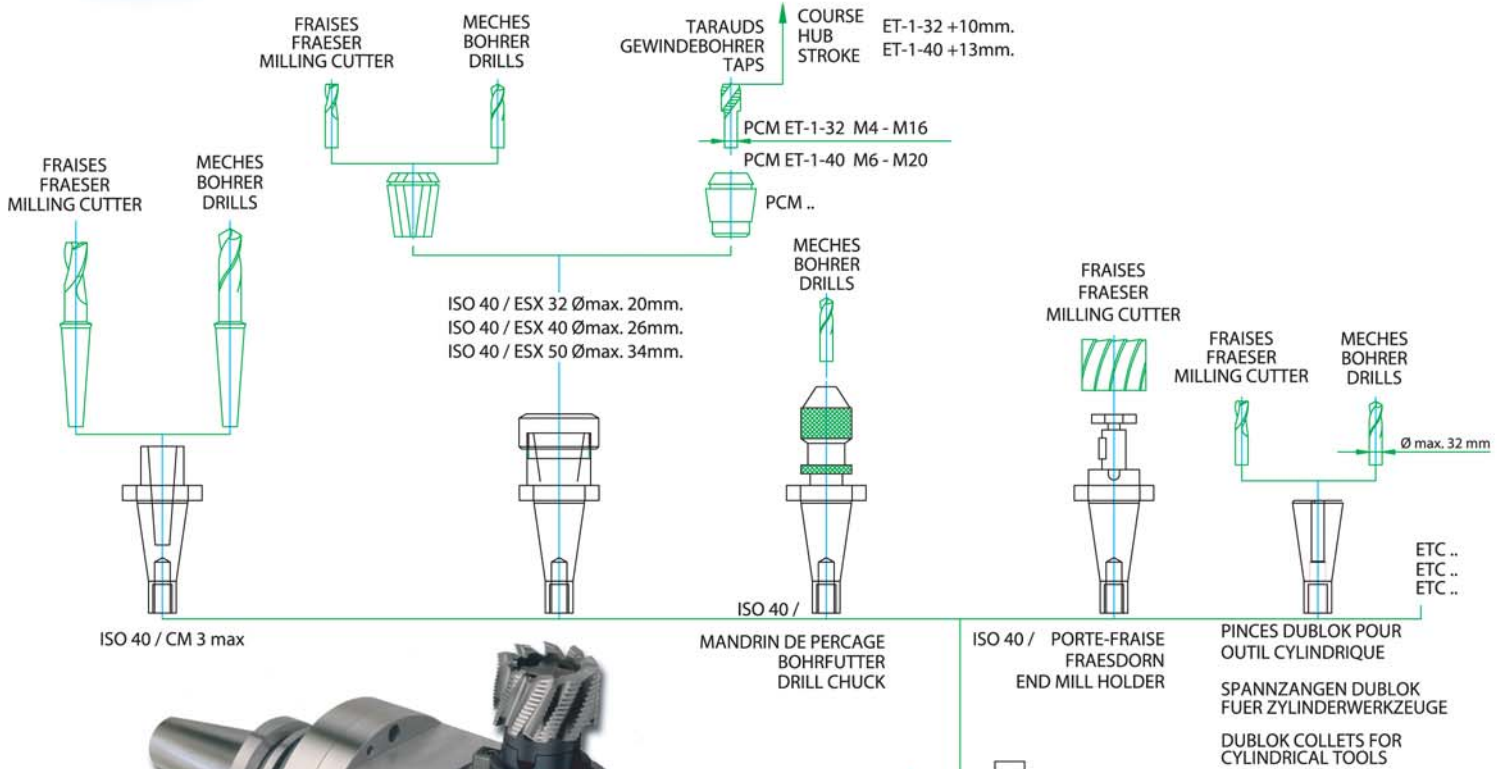 FRAISES
FRAESER
MILLING CUTTER
MECHES
BOHRER
DRILLS
FRAISES
FRAESER
MILLING CUTTER
MECHES
BOHRER
DRILLS
TARAUDS
GEWINDEBOHRER
TAPS
COURSE
HUB
STROKE
ET-1-32 +10mm.
ET-1-40 +13mm.
PCM ET-1-32 M4 - M16
PCM ET-1-40 M6 - M20
PCM ..
ISO 40 / ESX 32 Ømax. 20mm.
ISO 40 / ESX 40 Ømax. 26mm.
ISO 40 / ESX 50 Ømax. 34mm.
MECHES
BOHRER
DRILLS
FRAISES
FRAESER
MILLING CUTTER
FRAISES
FRAESER
MILLING CUTTER
MECHES
BOHRER
DRILLS
Ø max. 32 mm
ETC ..
ETC ..
ETC ..
ISO 40 / CM 3 max
ISO 40 /
MANDRIN DE PERCAGE
BOHRFUTTER
DRILL CHUCK
ISO 40 / PORTE-FRAISE
FRAESDORN
END MILL HOLDER
PINCES DUBLOK POUR
OUTIL CYLINDRIQUE
SPANNZANGEN DUBLOK
FUER ZYLINDERWERKZEUGE
DUBLOK COLLETS FOR
CYLINDRICAL TOOLS